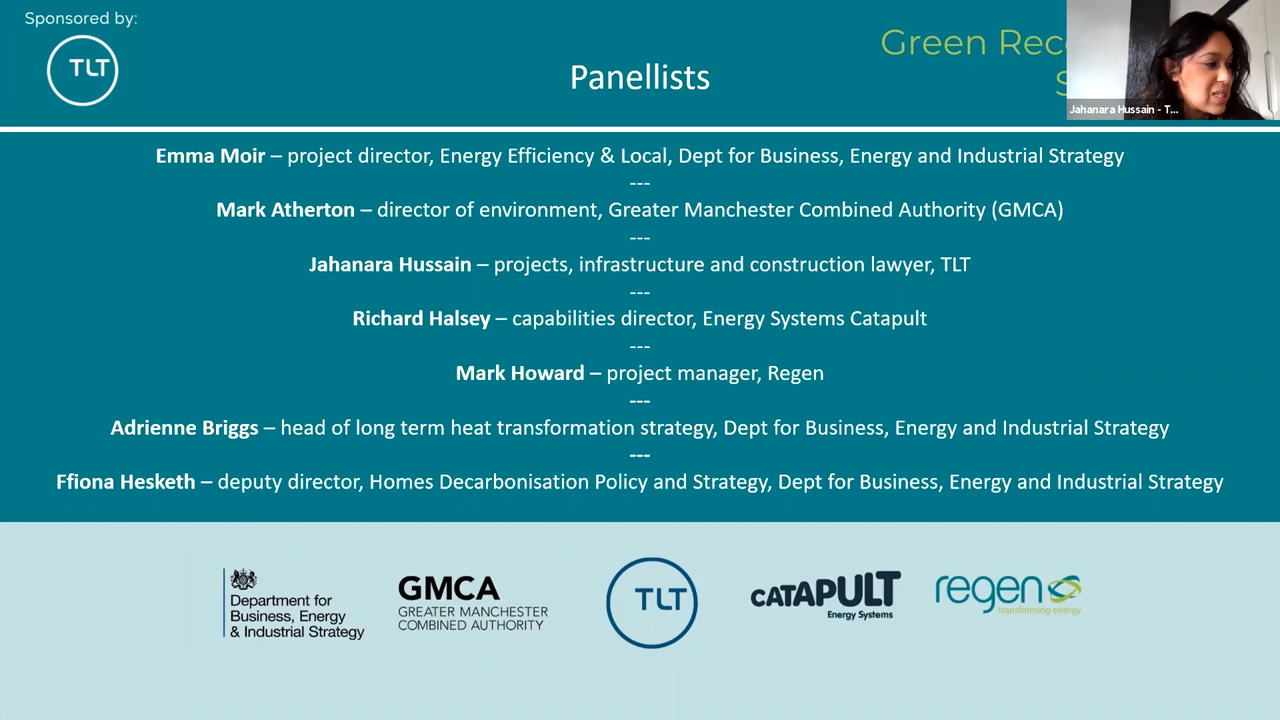 Sponsored by:
TLT
Green Rec
S
Panellists
Jahanara Hussain - T...
Emma Moir – project director, Energy Efficiency & Local, Dept for Business, Energy and Industrial Strategy
---
Mark Atherton – director of environment, Greater Manchester Combined Authority (GMCA)
---
Jahanara Hussain – projects, infrastructure and construction lawyer, TLT
---
Richard Halsey – capabilities director, Energy Systems Catapult
---
Mark Howard – project manager, Regen
---
Adrienne Briggs – head of long term heat transformation strategy, Dept for Business, Energy and Industrial Strategy
---
Ffiona Hesketh – deputy director, Homes Decarbonisation Policy and Strategy, Dept for Business, Energy and Industrial Strategy
Department for
Business, Energy
& Industrial Strategy
GMCA
GREATER MANCHESTER
COMBINED AUTHORITY
TLT
CATAPULT
Energy Systems
regen
transforming energy